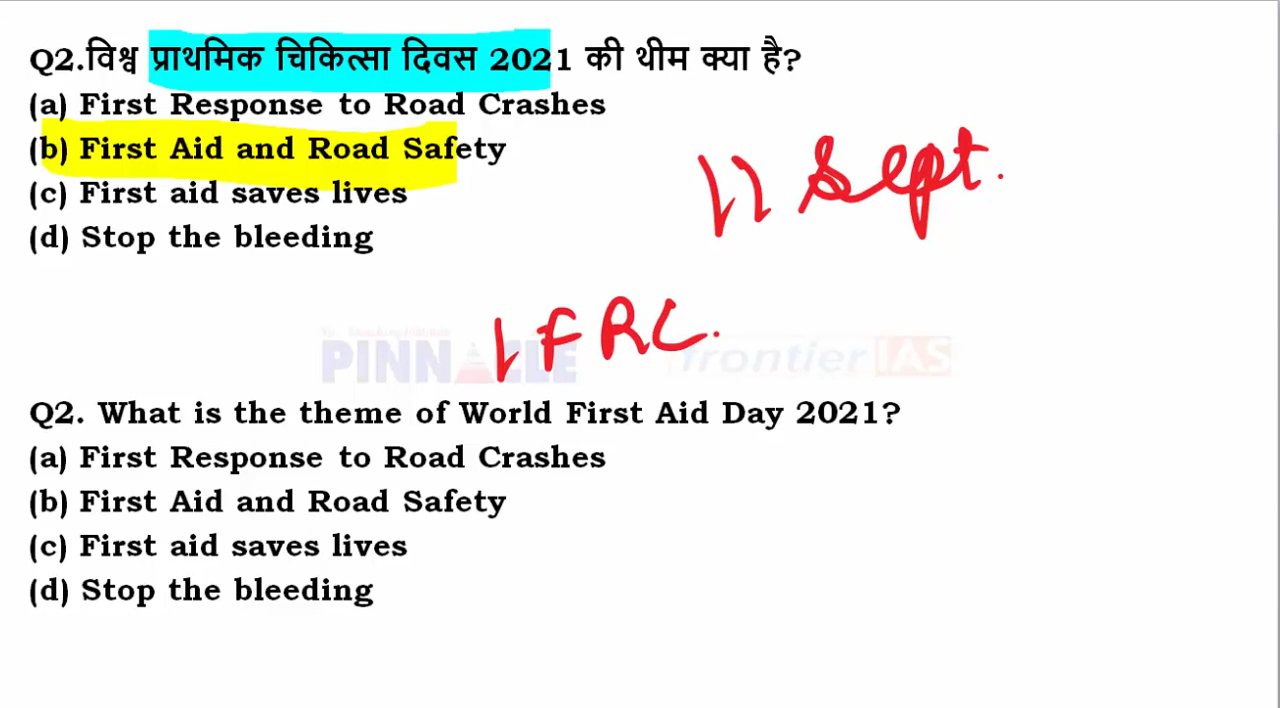 Q2.विश्व प्राथमिक चिकित्सा दिवस 2021 की थीम क्या है?
(a) First Response to Road Crashes
(b) First Aid and Road Safety
(c) First aid saves lives
(d) Stop the bleeding
11 Sept.
IFRC.
PINNACLE frontier IAS
Q2. What is the theme of World First Aid Day 2021?
(a) First Response to Road Crashes
(b) First Aid and Road Safety
(c) First aid saves lives
(d) Stop the bleeding